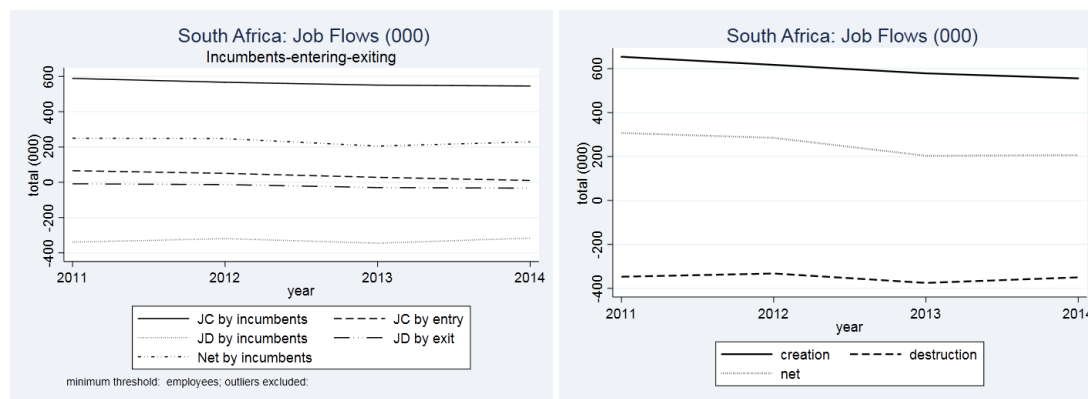 South Africa: Job Flows (000)
Incumbents-entering-exiting
total (000)
600
400
200
0
-200
-400
2011 2012 2013 2014
year
JC by incumbents JC by entry
JD by incumbents JD by exit
Net by incumbents
minimum threshold: employees; outliers excluded:
South Africa: Job Flows (000)
total (000)
600
400
200
0
-200
-400
2011 2012 2013 2014
year
creation destruction
net